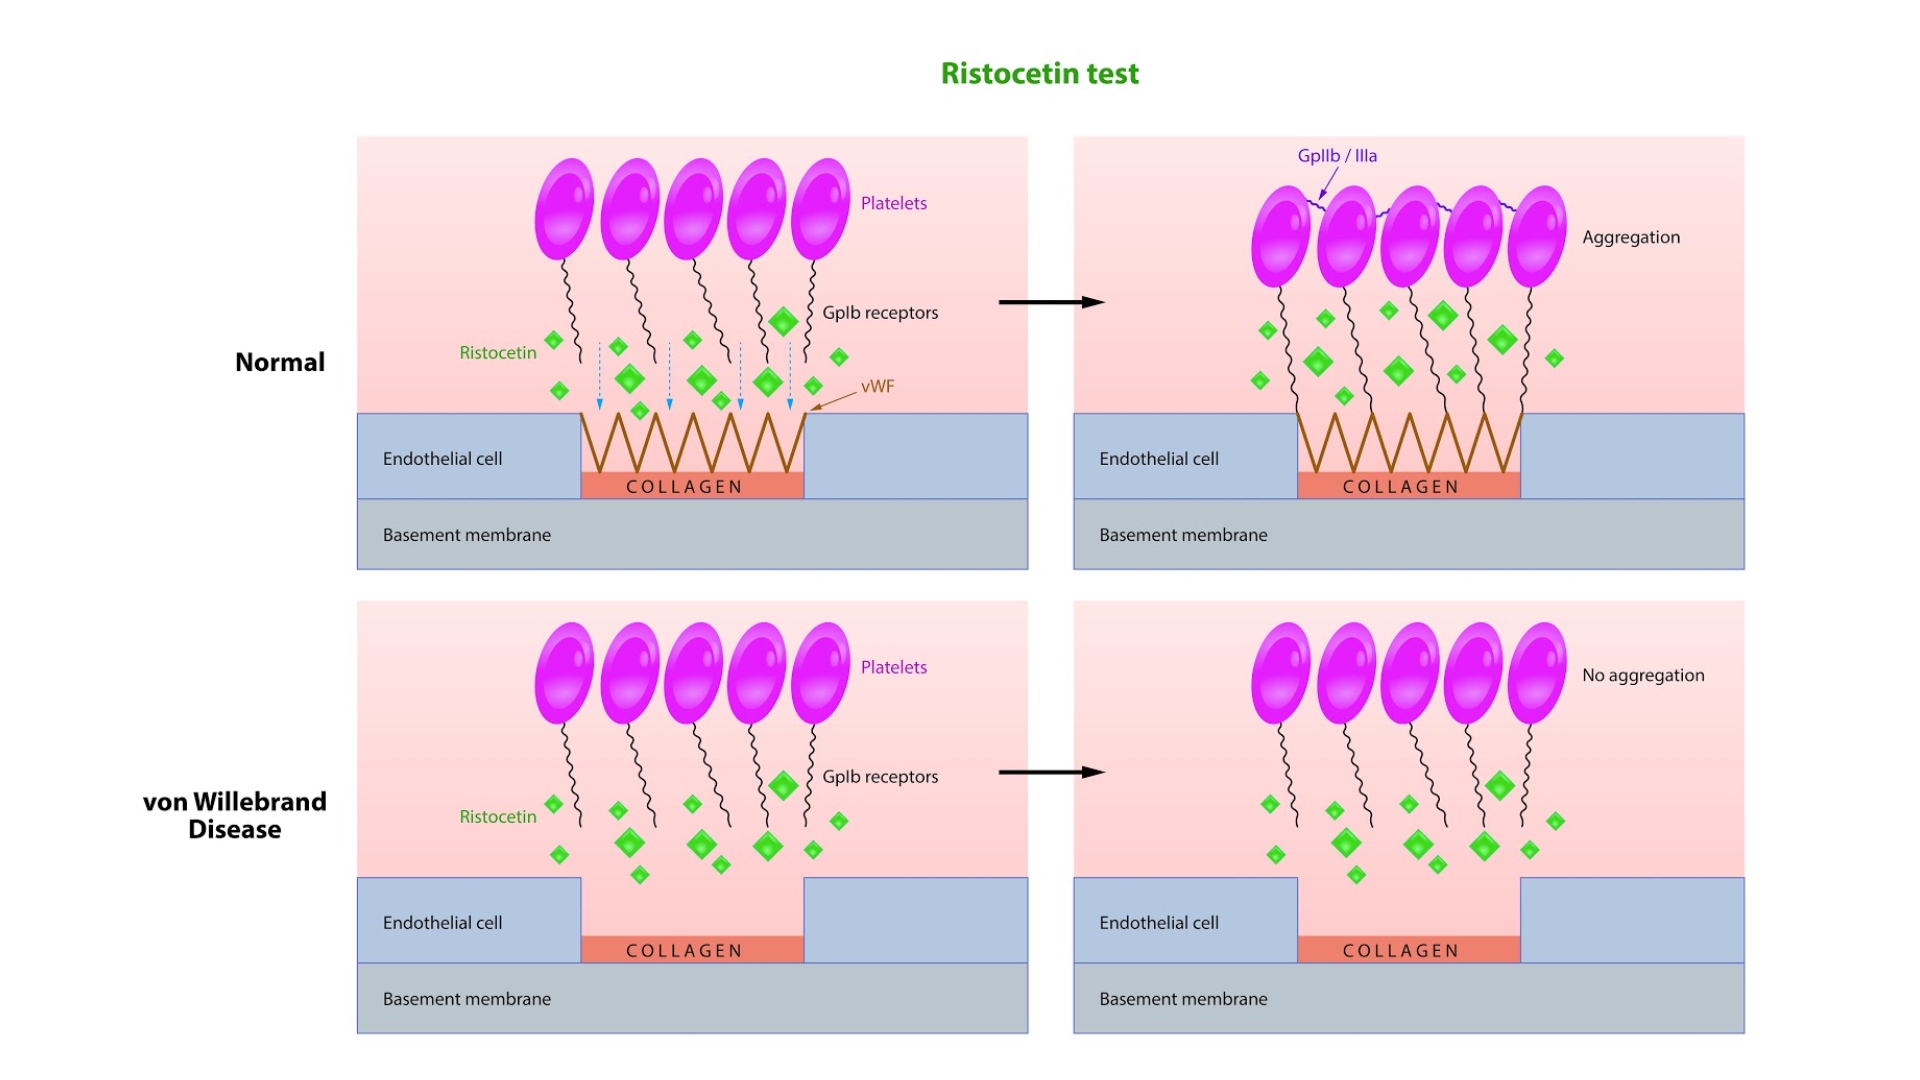 Ristocetin test
Normal
Platelets
GpIb receptors
Ristocetin
vWF
Endothelial cell
COLLAGEN
Basement membrane
GpIIb / IIIa
Aggregation
Endothelial cell
COLLAGEN
Basement membrane
von Willebrand
Disease
Platelets
GpIb receptors
Ristocetin
Endothelial cell
COLLAGEN
Basement membrane
No aggregation
Endothelial cell
COLLAGEN
Basement membrane